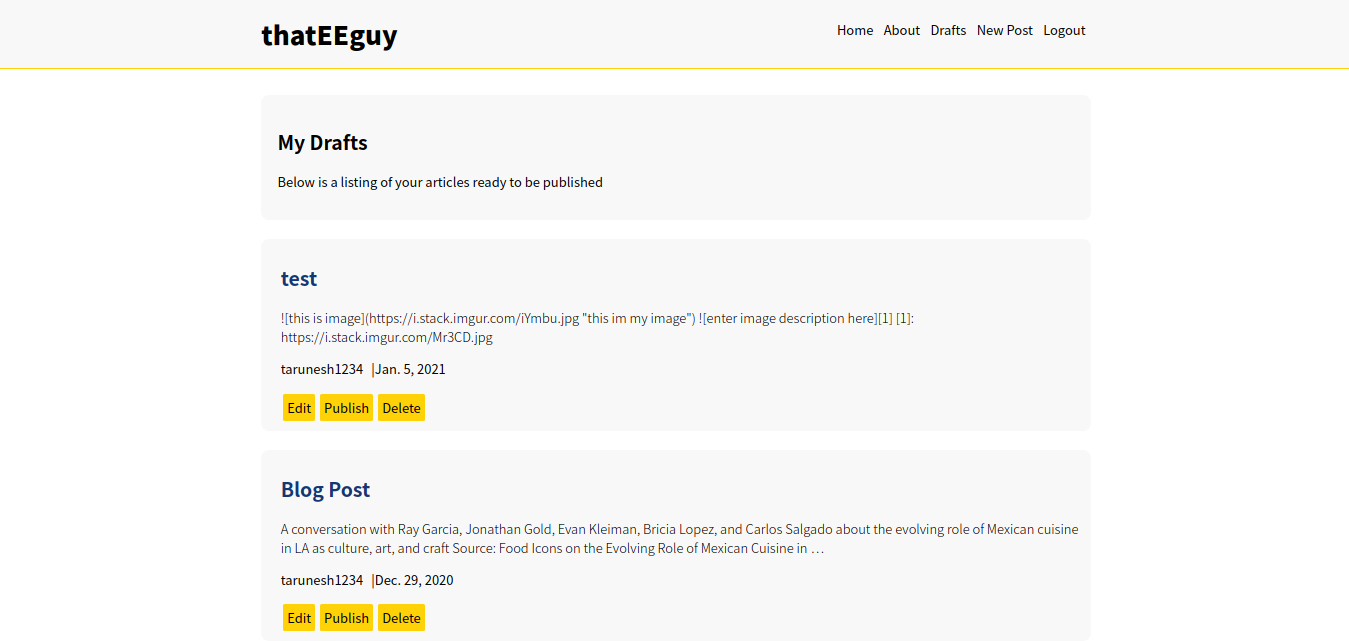 thatEEguy
Home About Drafts New Post Logout
My Drafts
Below is a listing of your articles ready to be published
test
![this is image](https://i.stack.imgur.com/iYmbu.jpg "this im my image") ![enter image description here][1] [1]:
https://i.stack.imgur.com/Mr3CD.jpg
tarunesh1234 |Jan. 5, 2021
Edit Publish Delete
Blog Post
A conversation with Ray Garcia, Jonathan Gold, Evan Kleiman, Bricia Lopez, and Carlos Salgado about the evolving role of Mexican cuisine
in LA as culture, art, and craft Source: Food Icons on the Evolving Role of Mexican Cuisine in …
tarunesh1234 |Dec. 29, 2020
Edit Publish Delete